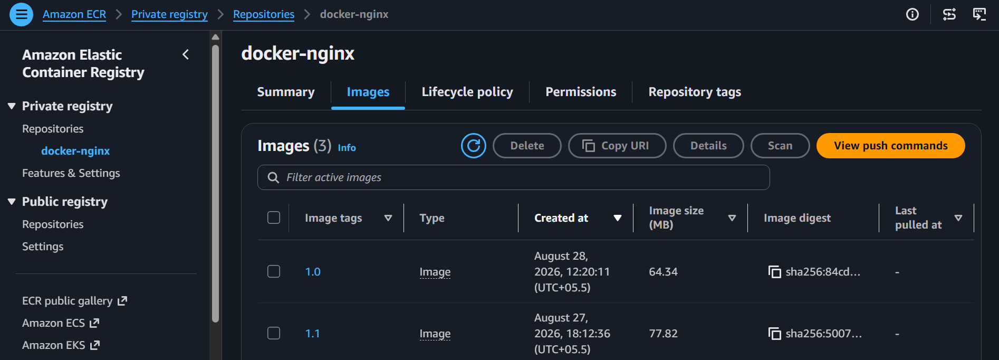 Amazon ECR > Private registry > Repositories > docker-nginx
Amazon Elastic
Container Registry
Private registry
Repositories
docker-nginx
Features & Settings
Public registry
Repositories
Settings
ECR public gallery
Amazon ECS
Amazon EKS
docker-nginx
Summary
Images
Lifecycle policy
Permissions
Repository tags
Images (3) Info
Delete
Copy URI
Details
Scan
View push commands
Filter active images
Image tags
Type
Created at
Image size
(MB)
Image digest
Last
pulled at
1.0
Image
August 28,
2026, 12:20:11
(UTC+05.5)
64.34
sha256:84cd...
-
1.1
Image
August 27,
2026, 18:12:36
(UTC+05.5)
77.82
sha256:5007...
-